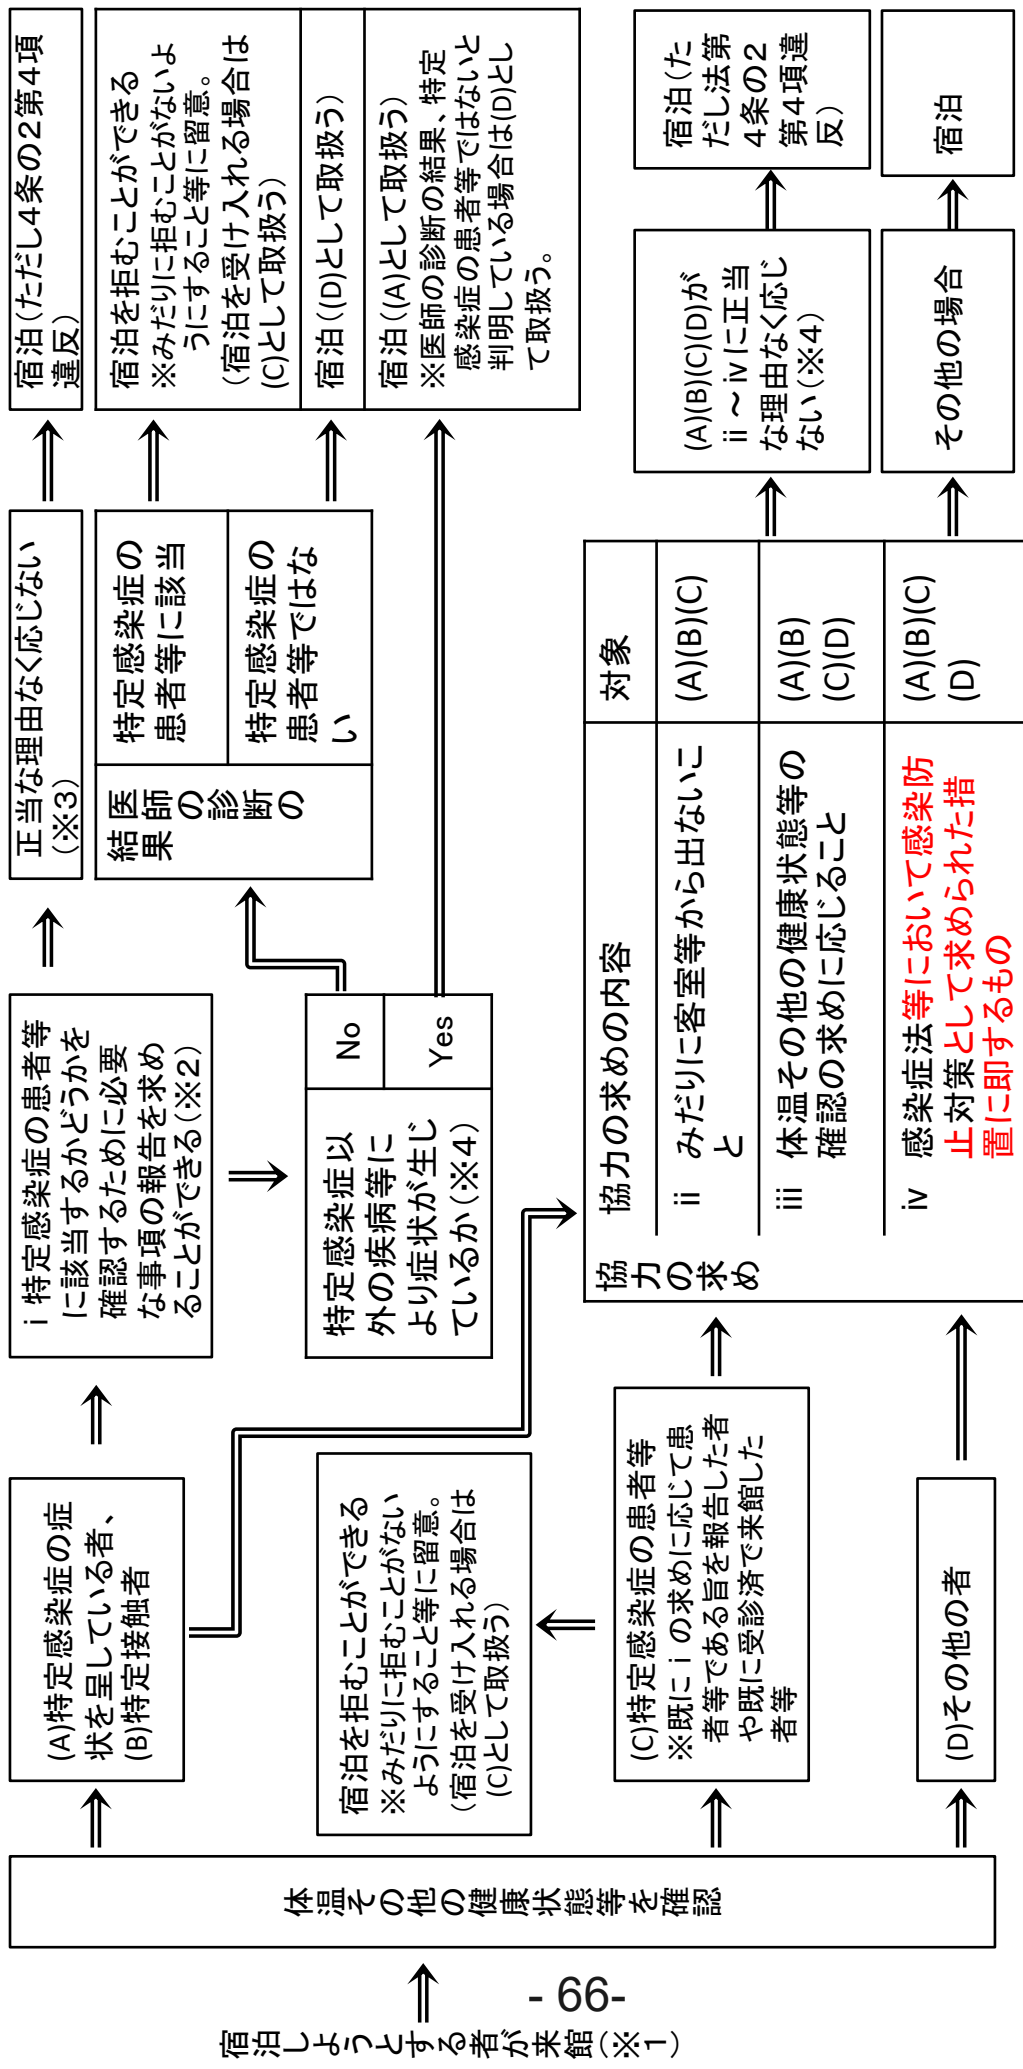 宿泊しようとする者が来館(※１)
体温その他の健康状態等を確認
(A)特定感染症の症
状を呈している者、
(B)特定接触者
ⅰ特定感染症の患者等
に該当するかどうかを
確認するために必要
な事項の報告を求め
ることができる(※２)
正当な理由なく応じない
(※３)
宿泊（ただし４条の２第４項
違反）
特定感染症以
外の疾病等に
より症状が生じ
ているか(※４)
No
Yes
医師の診断の
結果
特定感染症の
患者等に該当
特定感染症の
患者等ではな
い
宿泊を拒むことができる
※みだりに拒むことがないよ
うにすること等に留意。
（宿泊を受け入れる場合は
(C)として取扱う）
宿泊（(D)として取扱う）
宿泊（(A)として取扱う）
※医師の診断の結果、特定
感染症の患者等ではないと
判明している場合は(D)とし
て取扱う。
宿泊を拒むことができる
※みだりに拒むことがない
ようにすること等に留意。
（宿泊を受け入れる場合は
(C)として取扱う）
(C)特定感染症の患者等
※既にⅰの求めに応じて患
者等である旨を報告した者
や既に受診済で来館した
者等
(D)その他の者
協力の求め
協力の求めの内容
対象
ⅱ みだりに客室等から出ないこ
と
(A)(B)(C)
ⅲ 体温その他の健康状態等の
確認の求めに応じること
(A)(B)
(C)(D)
ⅳ 感染症法等において感染防
止対策として求められた措
置に即するもの
(A)(B)(C)
(D)
(A)(B)(C)(D)が
ⅱ～ⅳに正当
な理由なく応じ
ない(※４)
宿泊（た
だし法第
４条の２
第４項違
反）
その他の場合
宿泊
- 66-